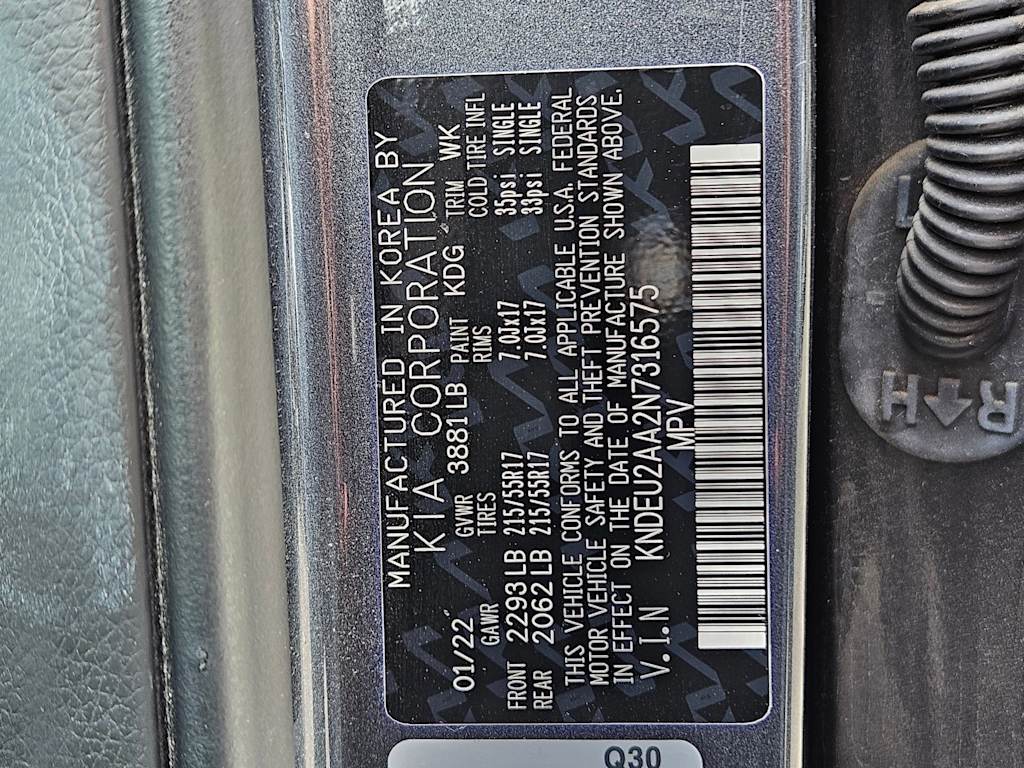 MANUFACTURED IN KOREA BY
KIA CORPORATION
01/22 GVWR 3881 LB PAINT KDG TRIM WK
GAWR TIRES RIMS COLD TIRE INFL
FRONT 2293 LB 215/55R17 7.0Jx17 35psi SINGLE
REAR 2062 LB 215/55R17 7.0Jx17 33psi SINGLE
THIS VEHICLE CONFORMS TO ALL APPLICABLE U.S.A. FEDERAL
MOTOR VEHICLE SAFETY AND THEFT PREVENTION STANDARDS
IN EFFECT ON THE DATE OF MANUFACTURE SHOWN ABOVE.
V.I.N KNDEU2AA2N7316575
MPV
Q30
R↑H